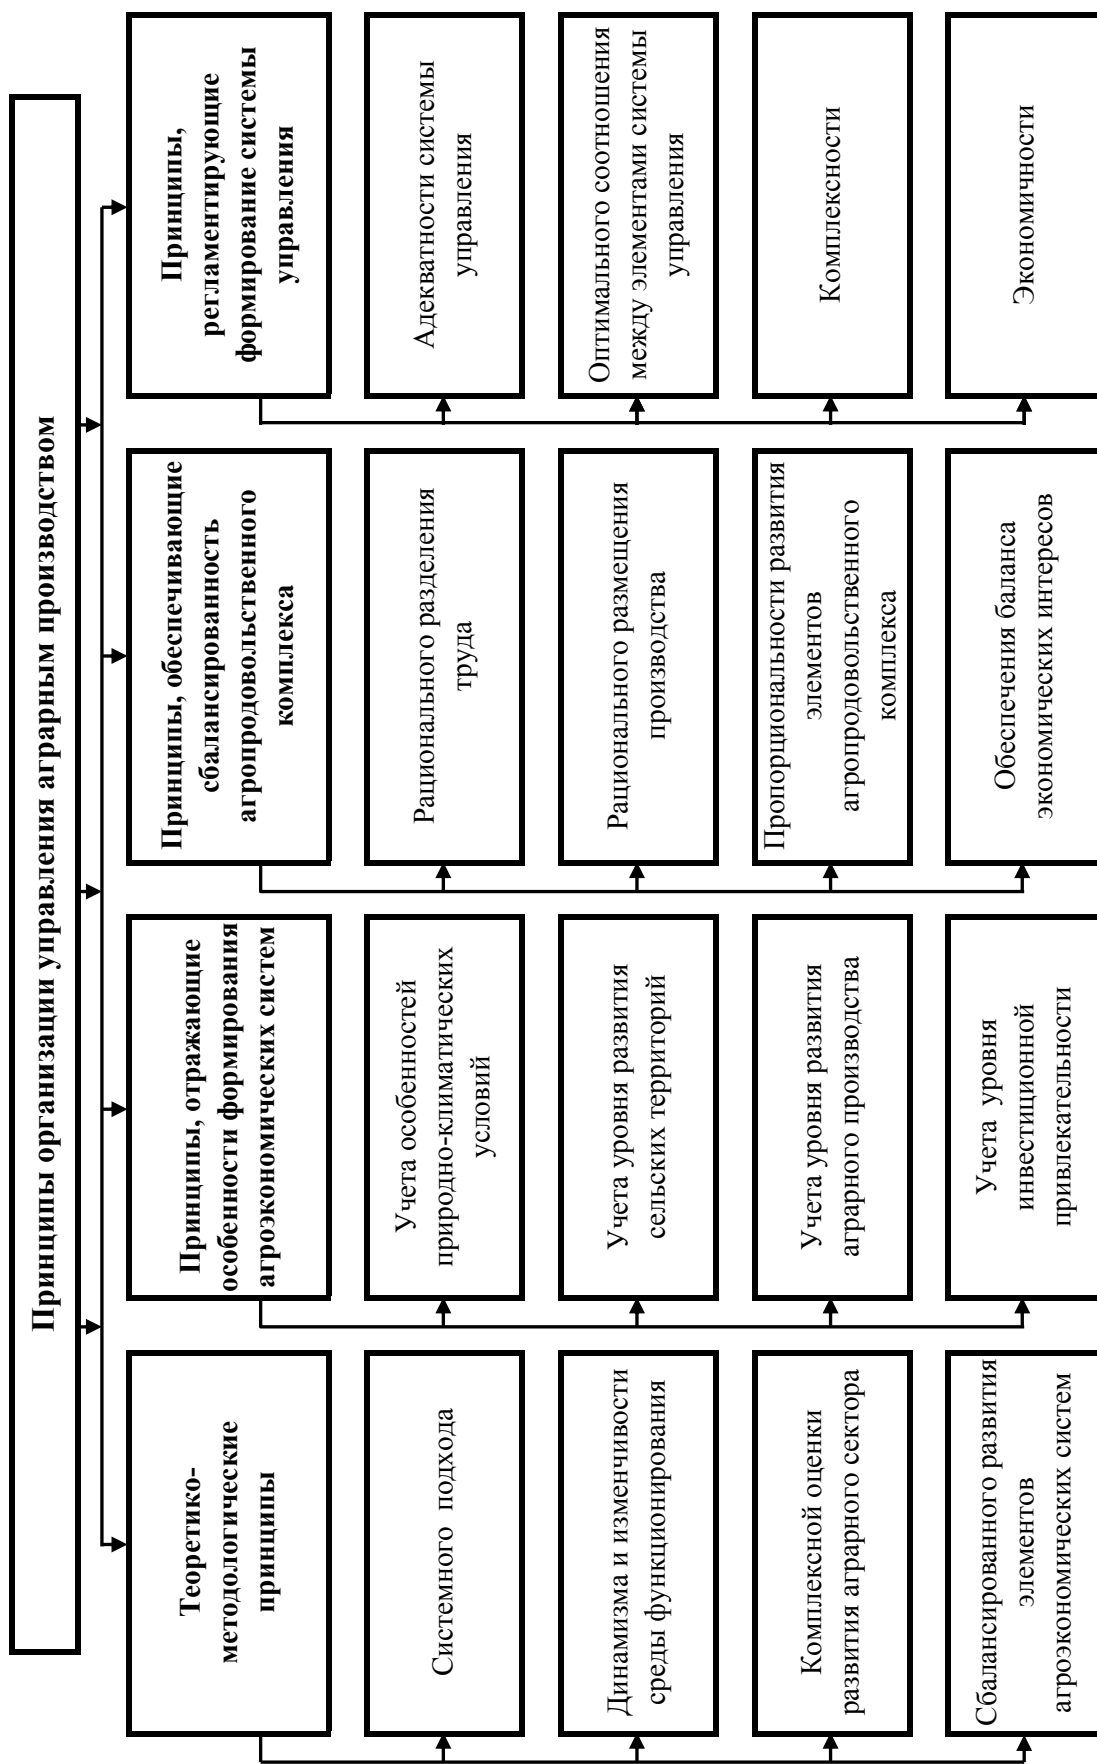 Принципы организации управления аграрным производством
Теоретико-
методологические
принципы
Принципы, отражающие
особенности формирования
агроэкономических систем
Принципы, обеспечивающие
сбалансированность
агропродовольственного
комплекса
Принципы,
регламентирующие
формирование системы
управления
Системного подхода
Учета особенностей
природно-климатических
условий
Рационального разделения
труда
Адекватности системы
управления
Динамизма и изменчивости
среды функционирования
Учета уровня развития
сельских территорий
Рационального размещения
производства
Оптимального соотношения
между элементами системы
управления
Комплексной оценки
развития аграрного сектора
Учета уровня развития
аграрного производства
Пропорциональности развития
элементов
агропродовольственного
комплекса
Комплексности
Сбалансированного развития
элементов
агроэкономических систем
Учета уровня
инвестиционной
привлекательности
Обеспечения баланса
экономических интересов
Экономичности